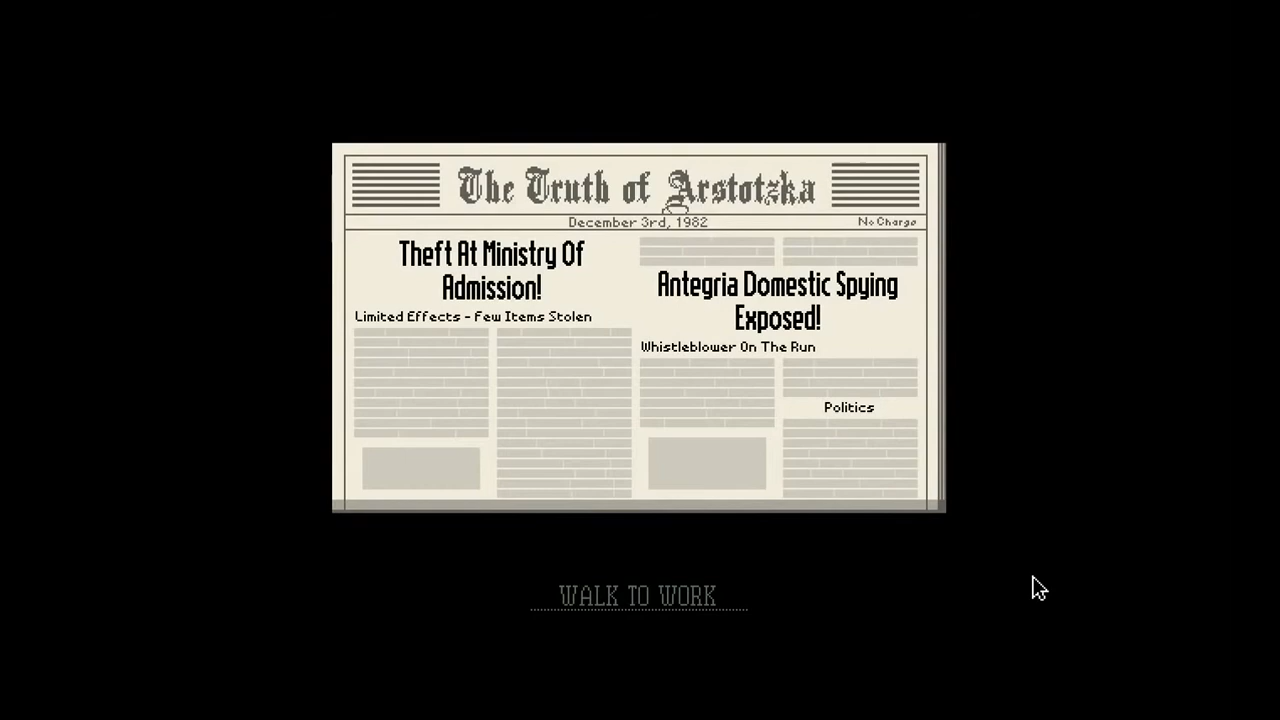 The Truth of Arstotzka
December 3rd, 1982
No Charge
Theft At Ministry Of
Admission!
Limited Effects - Few Items Stolen
Antegria Domestic Spying
Exposed!
Whistleblower On The Run
Politics
WALK TO WORK